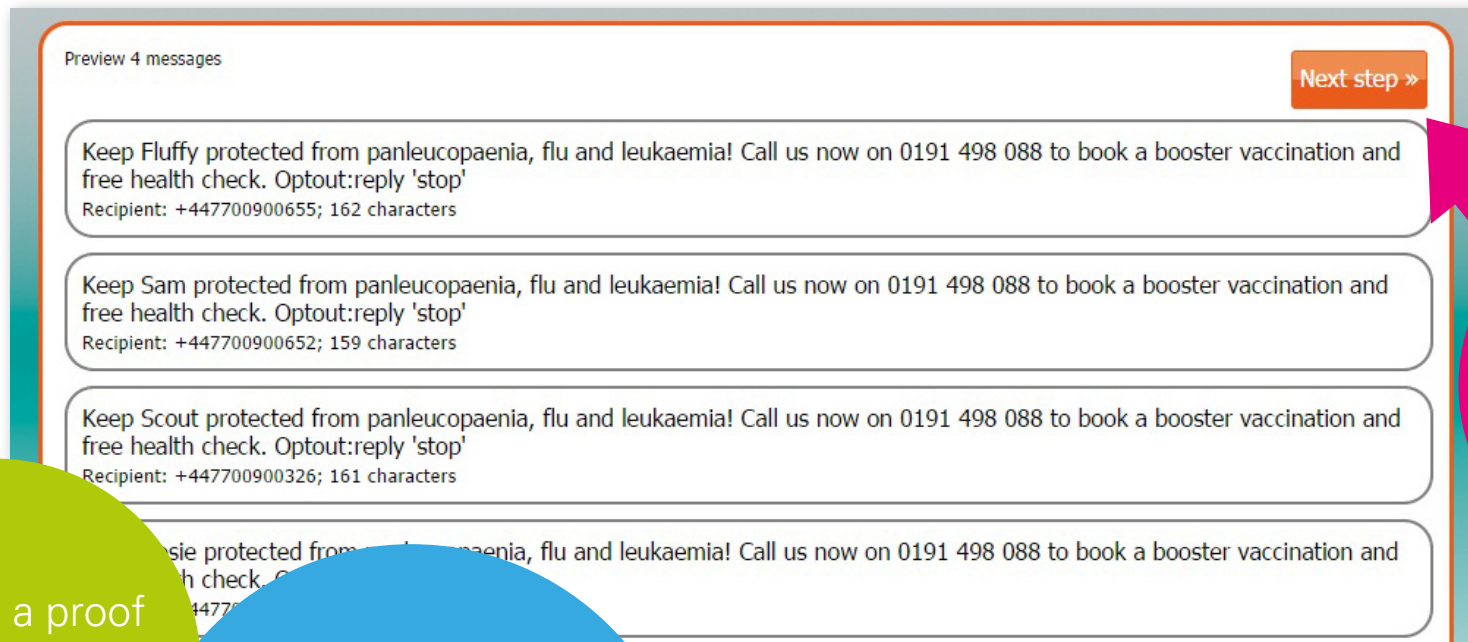 Preview 4 messages
Next step »
Keep Fluffy protected from panleucopaenia, flu and leukaemia! Call us now on 0191 498 088 to book a booster vaccination and
free health check. Optout:reply 'stop'
Recipient: +447700900655; 162 characters
Keep Sam protected from panleucopaenia, flu and leukaemia! Call us now on 0191 498 088 to book a booster vaccination and
free health check. Optout:reply 'stop'
Recipient: +447700900652; 159 characters
Keep Scout protected from panleucopaenia, flu and leukaemia! Call us now on 0191 498 088 to book a booster vaccination and
free health check. Optout:reply 'stop'
Recipient: +447700900326; 161 characters
protected from flu and leukaemia! Call us now on 0191 498 088 to book a booster vaccination and
check.
a proof